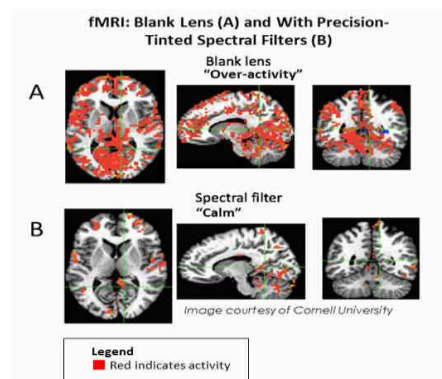 fMRI: Blank Lens (A) and With Precision-
Tinted Spectral Filters (B)
Blank lens
"Over-activity"
A
Spectral filter
"Calm"
B
Image courtesy of Cornell University
Legend
Red indicates activity